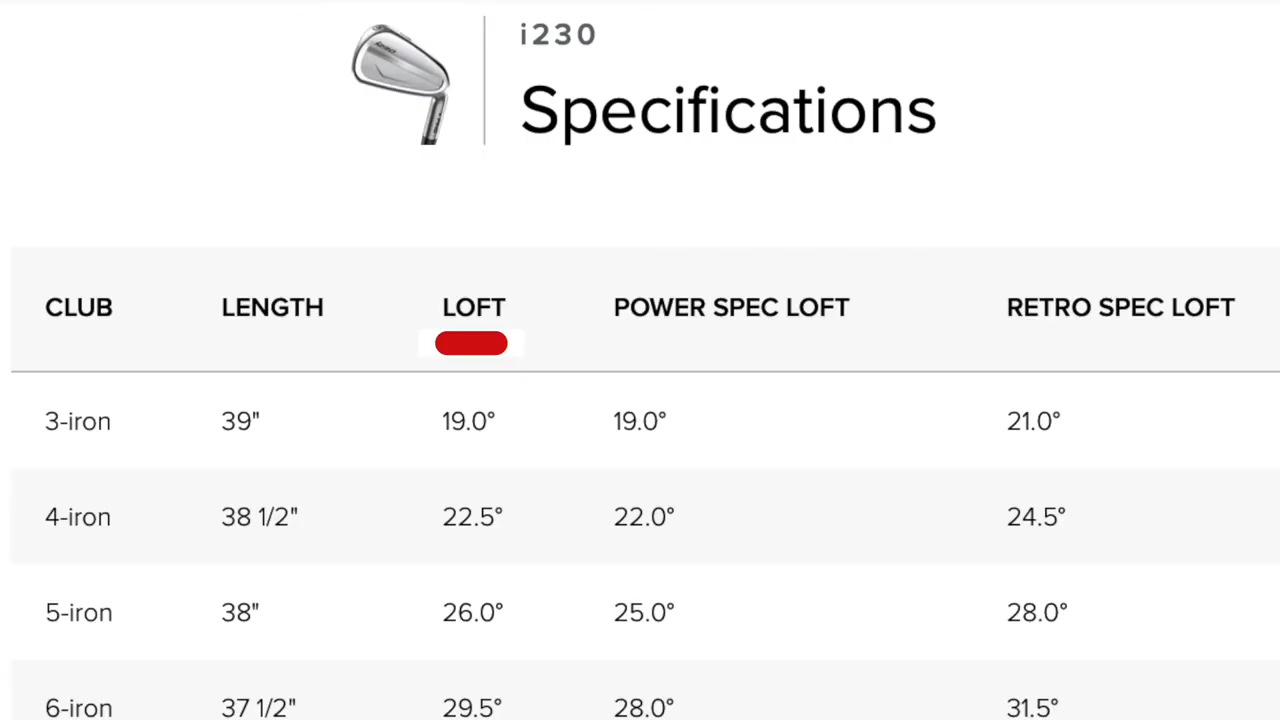 i230
Specifications
CLUB LENGTH LOFT POWER SPEC LOFT RETRO SPEC LOFT
3-iron 39" 19.0° 19.0° 21.0°
4-iron 38 1/2" 22.5° 22.0° 24.5°
5-iron 38" 26.0° 25.0° 28.0°
6-iron 37 1/2" 29.5° 28.0° 31.5°